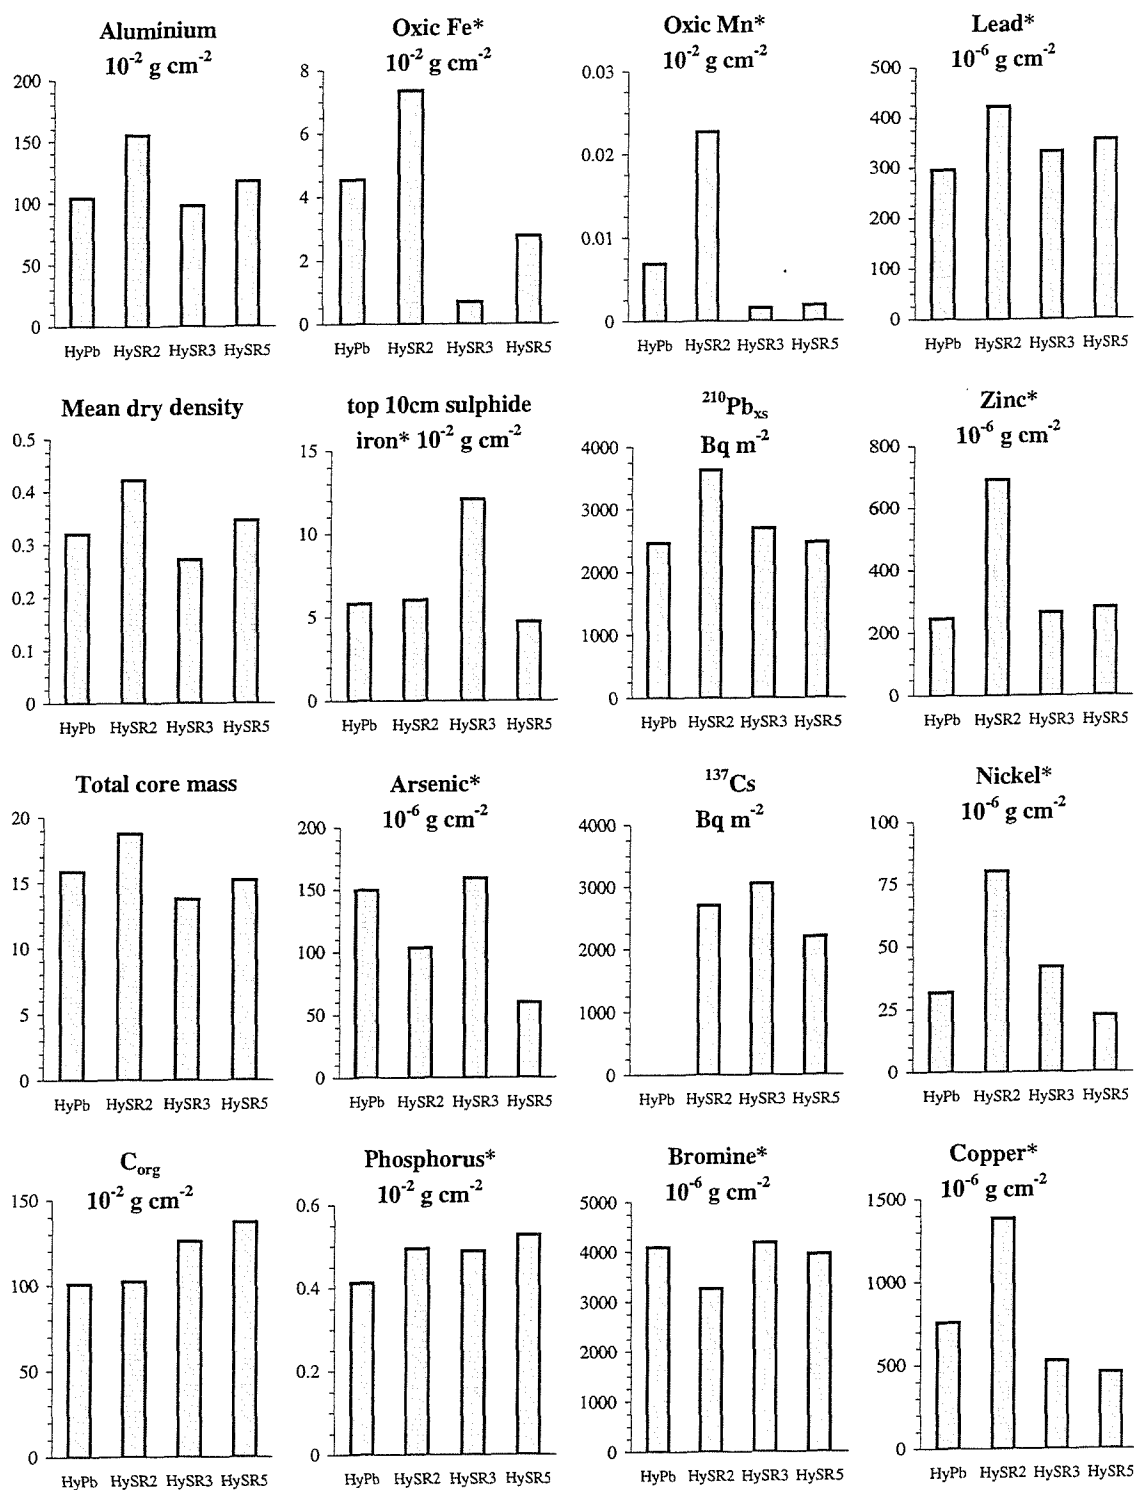 Aluminium
10⁻² g cm⁻²
200
150
100
50
0
HyPb HySR2 HySR3 HySR5
Oxic Fe*
10⁻² g cm⁻²
8
6
4
2
0
HyPb HySR2 HySR3 HySR5
Oxic Mn*
10⁻² g cm⁻²
0.03
0.02
0.01
0
HyPb HySR2 HySR3 HySR5
Lead*
10⁻⁶ g cm⁻²
500
400
300
200
100
0
HyPb HySR2 HySR3 HySR5
Mean dry density
0.5
0.4
0.3
0.2
0.1
0
HyPb HySR2 HySR3 HySR5
top 10cm sulphide
iron* 10⁻² g cm⁻²
15
10
5
0
HyPb HySR2 HySR3 HySR5
²¹⁰Pbₓₛ
Bq m⁻²
4000
3000
2000
1000
0
HyPb HySR2 HySR3 HySR5
Zinc*
10⁻⁶ g cm⁻²
800
600
400
200
0
HyPb HySR2 HySR3 HySR5
Total core mass
20
15
10
5
0
HyPb HySR2 HySR3 HySR5
Arsenic*
10⁻⁶ g cm⁻²
200
150
100
50
0
HyPb HySR2 HySR3 HySR5
¹³⁷Cs
Bq m⁻²
4000
3000
2000
1000
0
HyPb HySR2 HySR3 HySR5
Nickel*
10⁻⁶ g cm⁻²
100
75
50
25
0
HyPb HySR2 HySR3 HySR5
C_org
10⁻² g cm⁻²
150
100
50
0
HyPb HySR2 HySR3 HySR5
Phosphorus*
10⁻² g cm⁻²
0.6
0.4
0.2
0
HyPb HySR2 HySR3 HySR5
Bromine*
10⁻⁶ g cm⁻²
5000
4000
3000
2000
1000
0
HyPb HySR2 HySR3 HySR5
Copper*
10⁻⁶ g cm⁻²
1500
1000
500
0
HyPb HySR2 HySR3 HySR5